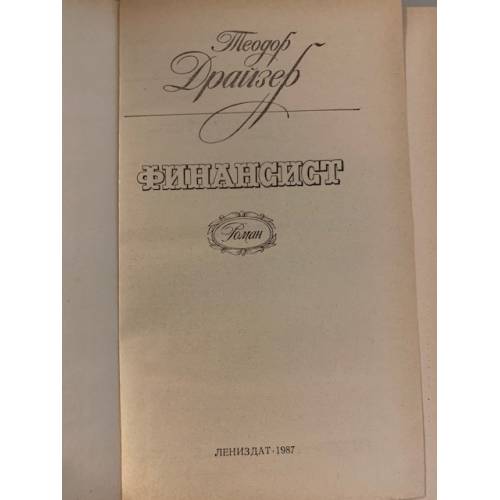 Теодор
Драйзер
ФИНАНСИСТ
Роман
ЛЕНИЗДАТ·1987